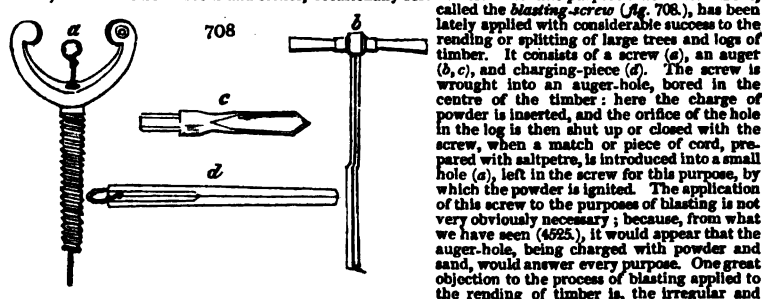 called the blasting-screw (fig. 708.), has been
lately applied with considerable success to the
rending or splitting of large trees and logs of
timber. It consists of a screw (a), an auger
(b, c), and charging-piece (d). The screw is
wrought into an auger-hole, bored in the
centre of the timber: here the charge of
powder is inserted, and the orifice of the hole
in the log is then shut up or closed with the
screw, when a match or piece of cord, pre-
pared with saltpetre, is introduced into a small
hole (a), left in the screw for this purpose, by
which the powder is ignited. The application
of this screw to the purposes of blasting is not
very obviously necessary; because, from what
we have seen (4525.), it would appear that the
auger-hole, being charged with powder and
sand, would answer every purpose. One great
objection to the process of blasting applied to
the rending of timber is, the irregular and
708
a
b
c
d